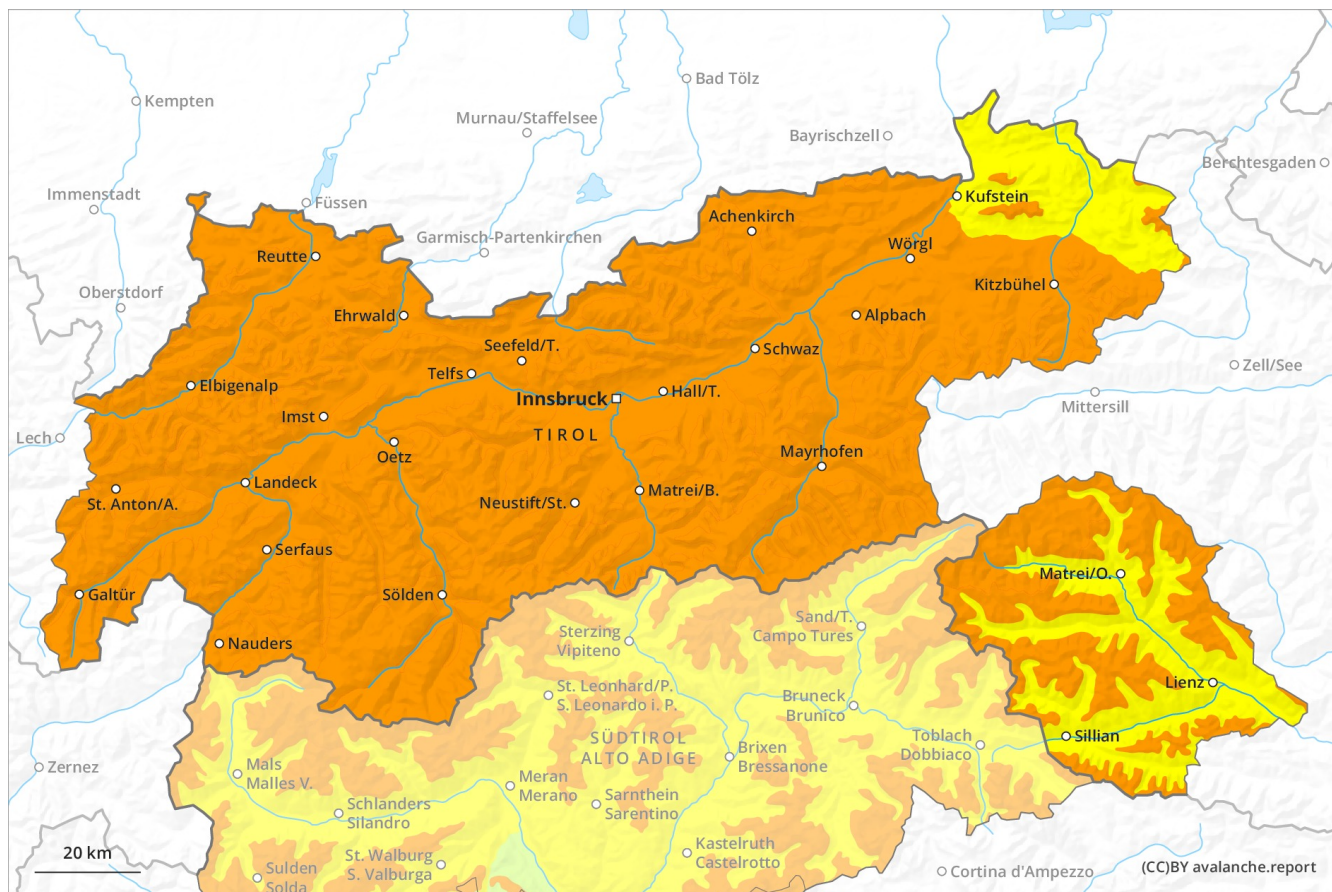 Bad Tölz
Kempten
Murnau/Staffelsee
Bayrischzell
Berchtesgaden
Immenstadt
Füssen
Kufstein
Achenkirch
Garmisch-Partenkirchen
Wörgl
Reutte
Kitzbühel
Oberstdorf
Ehrwald
Alpbach
Seefeld/T.
Schwaz
Zell/See
Telfs
Elbigenalp
Hall/T.
Innsbruck
Mittersill
Imst
Lech
TIROL
Oetz
Mayrhofen
Landeck
St. Anton/A.
Matrei/B.
Neustift/St.
Serfaus
Matrei/O.
Galtür
Sölden
Sand/T.
Campo Tures
Sterzing
Vipiteno
Nauders
Lienz
St. Leonhard/P.
S. Leonardo i. P.
Bruneck
Brunico
Sillian
Toblach
Dobbiaco
SÜDTIROL
ALTO ADIGE
Brixen
Bressanone
Zernez
Mals
Malles V.
Meran
Merano
Sarnthein
Sarentino
Schlanders
Silandro
Kastelruth
Castelrotto
20 km
St. Walburg
S. Valburga
Sulden
Solda
Cortina d'Ampezzo
(CC)BY avalanche.report